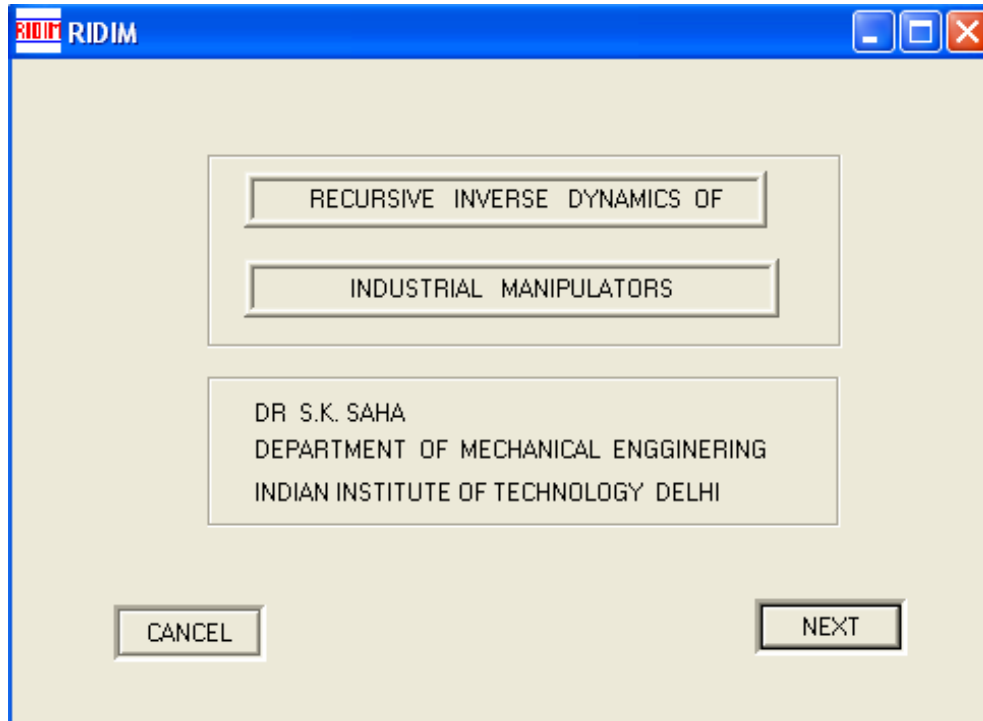 RIDIM RIDIM
RECURSIVE INVERSE DYNAMICS OF
INDUSTRIAL MANIPULATORS
DR S.K. SAHA
DEPARTMENT OF MECHANICAL ENGGINERING
INDIAN INSTITUTE OF TECHNOLOGY DELHI
CANCEL NEXT